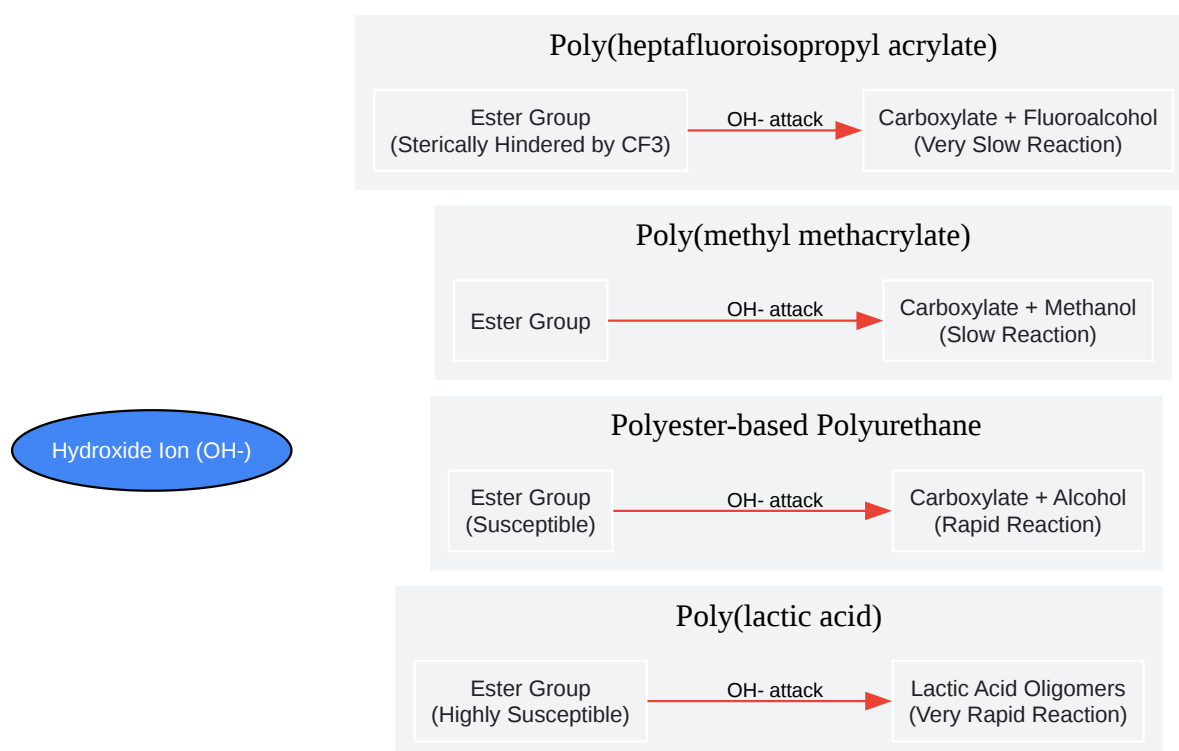 Poly(heptafluoroisopropyl acrylate)
Ester Group
(Sterically Hindered by CF3)
OH- attack
Carboxylate + Fluoroalcohol
(Very Slow Reaction)
Poly(methyl methacrylate)
Ester Group
OH- attack
Carboxylate + Methanol
(Slow Reaction)
Hydroxide Ion (OH-)
Polyester-based Polyurethane
Ester Group
(Susceptible)
OH- attack
Carboxylate + Alcohol
(Rapid Reaction)
Poly(lactic acid)
Ester Group
(Highly Susceptible)
OH- attack
Lactic Acid Oligomers
(Very Rapid Reaction)